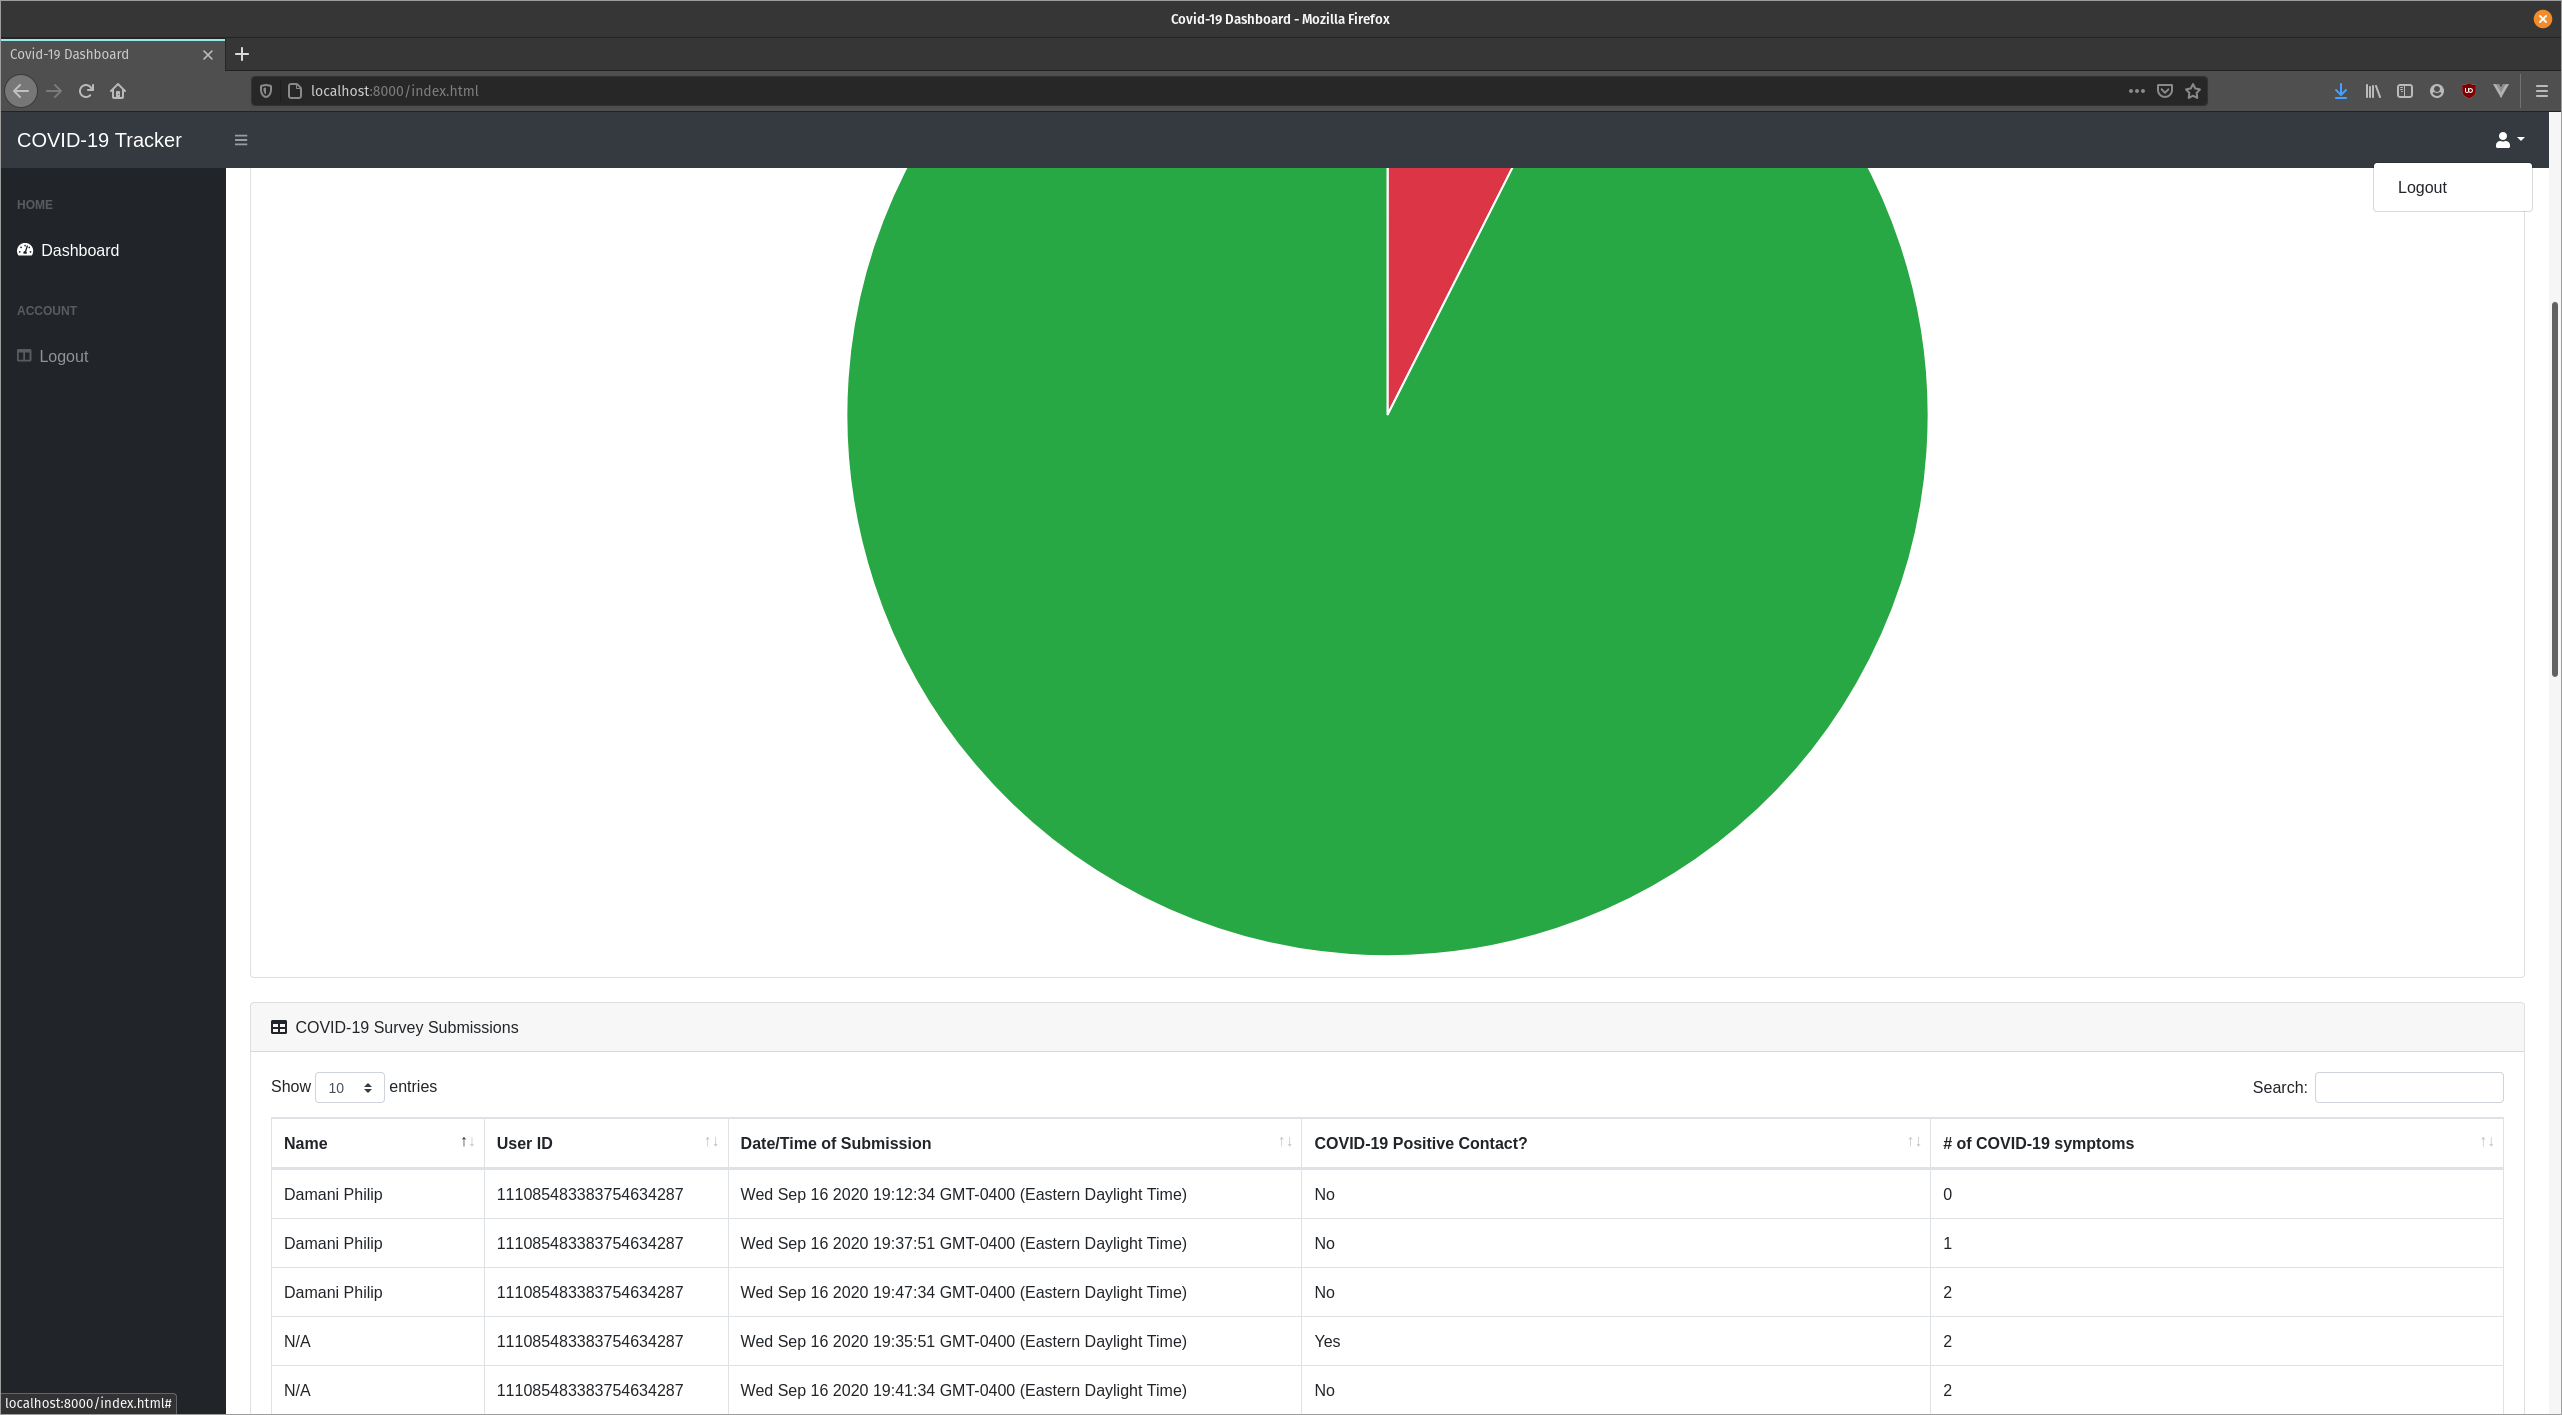 Covid-19 Dashboard - Mozilla Firefox
Covid-19 Dashboard
localhost:8000/index.html
COVID-19 Tracker
Logout
HOME
Dashboard
ACCOUNT
Logout
COVID-19 Survey Submissions
Show 10 entries Search:
Name User ID Date/Time of Submission COVID-19 Positive Contact? # of COVID-19 symptoms
Damani Philip 111085483383754634287 Wed Sep 16 2020 19:12:34 GMT-0400 (Eastern Daylight Time) No 0
Damani Philip 111085483383754634287 Wed Sep 16 2020 19:37:51 GMT-0400 (Eastern Daylight Time) No 1
Damani Philip 111085483383754634287 Wed Sep 16 2020 19:47:34 GMT-0400 (Eastern Daylight Time) No 2
N/A 111085483383754634287 Wed Sep 16 2020 19:35:51 GMT-0400 (Eastern Daylight Time) Yes 2
N/A 111085483383754634287 Wed Sep 16 2020 19:41:34 GMT-0400 (Eastern Daylight Time) No 2
localhost:8000/index.html#